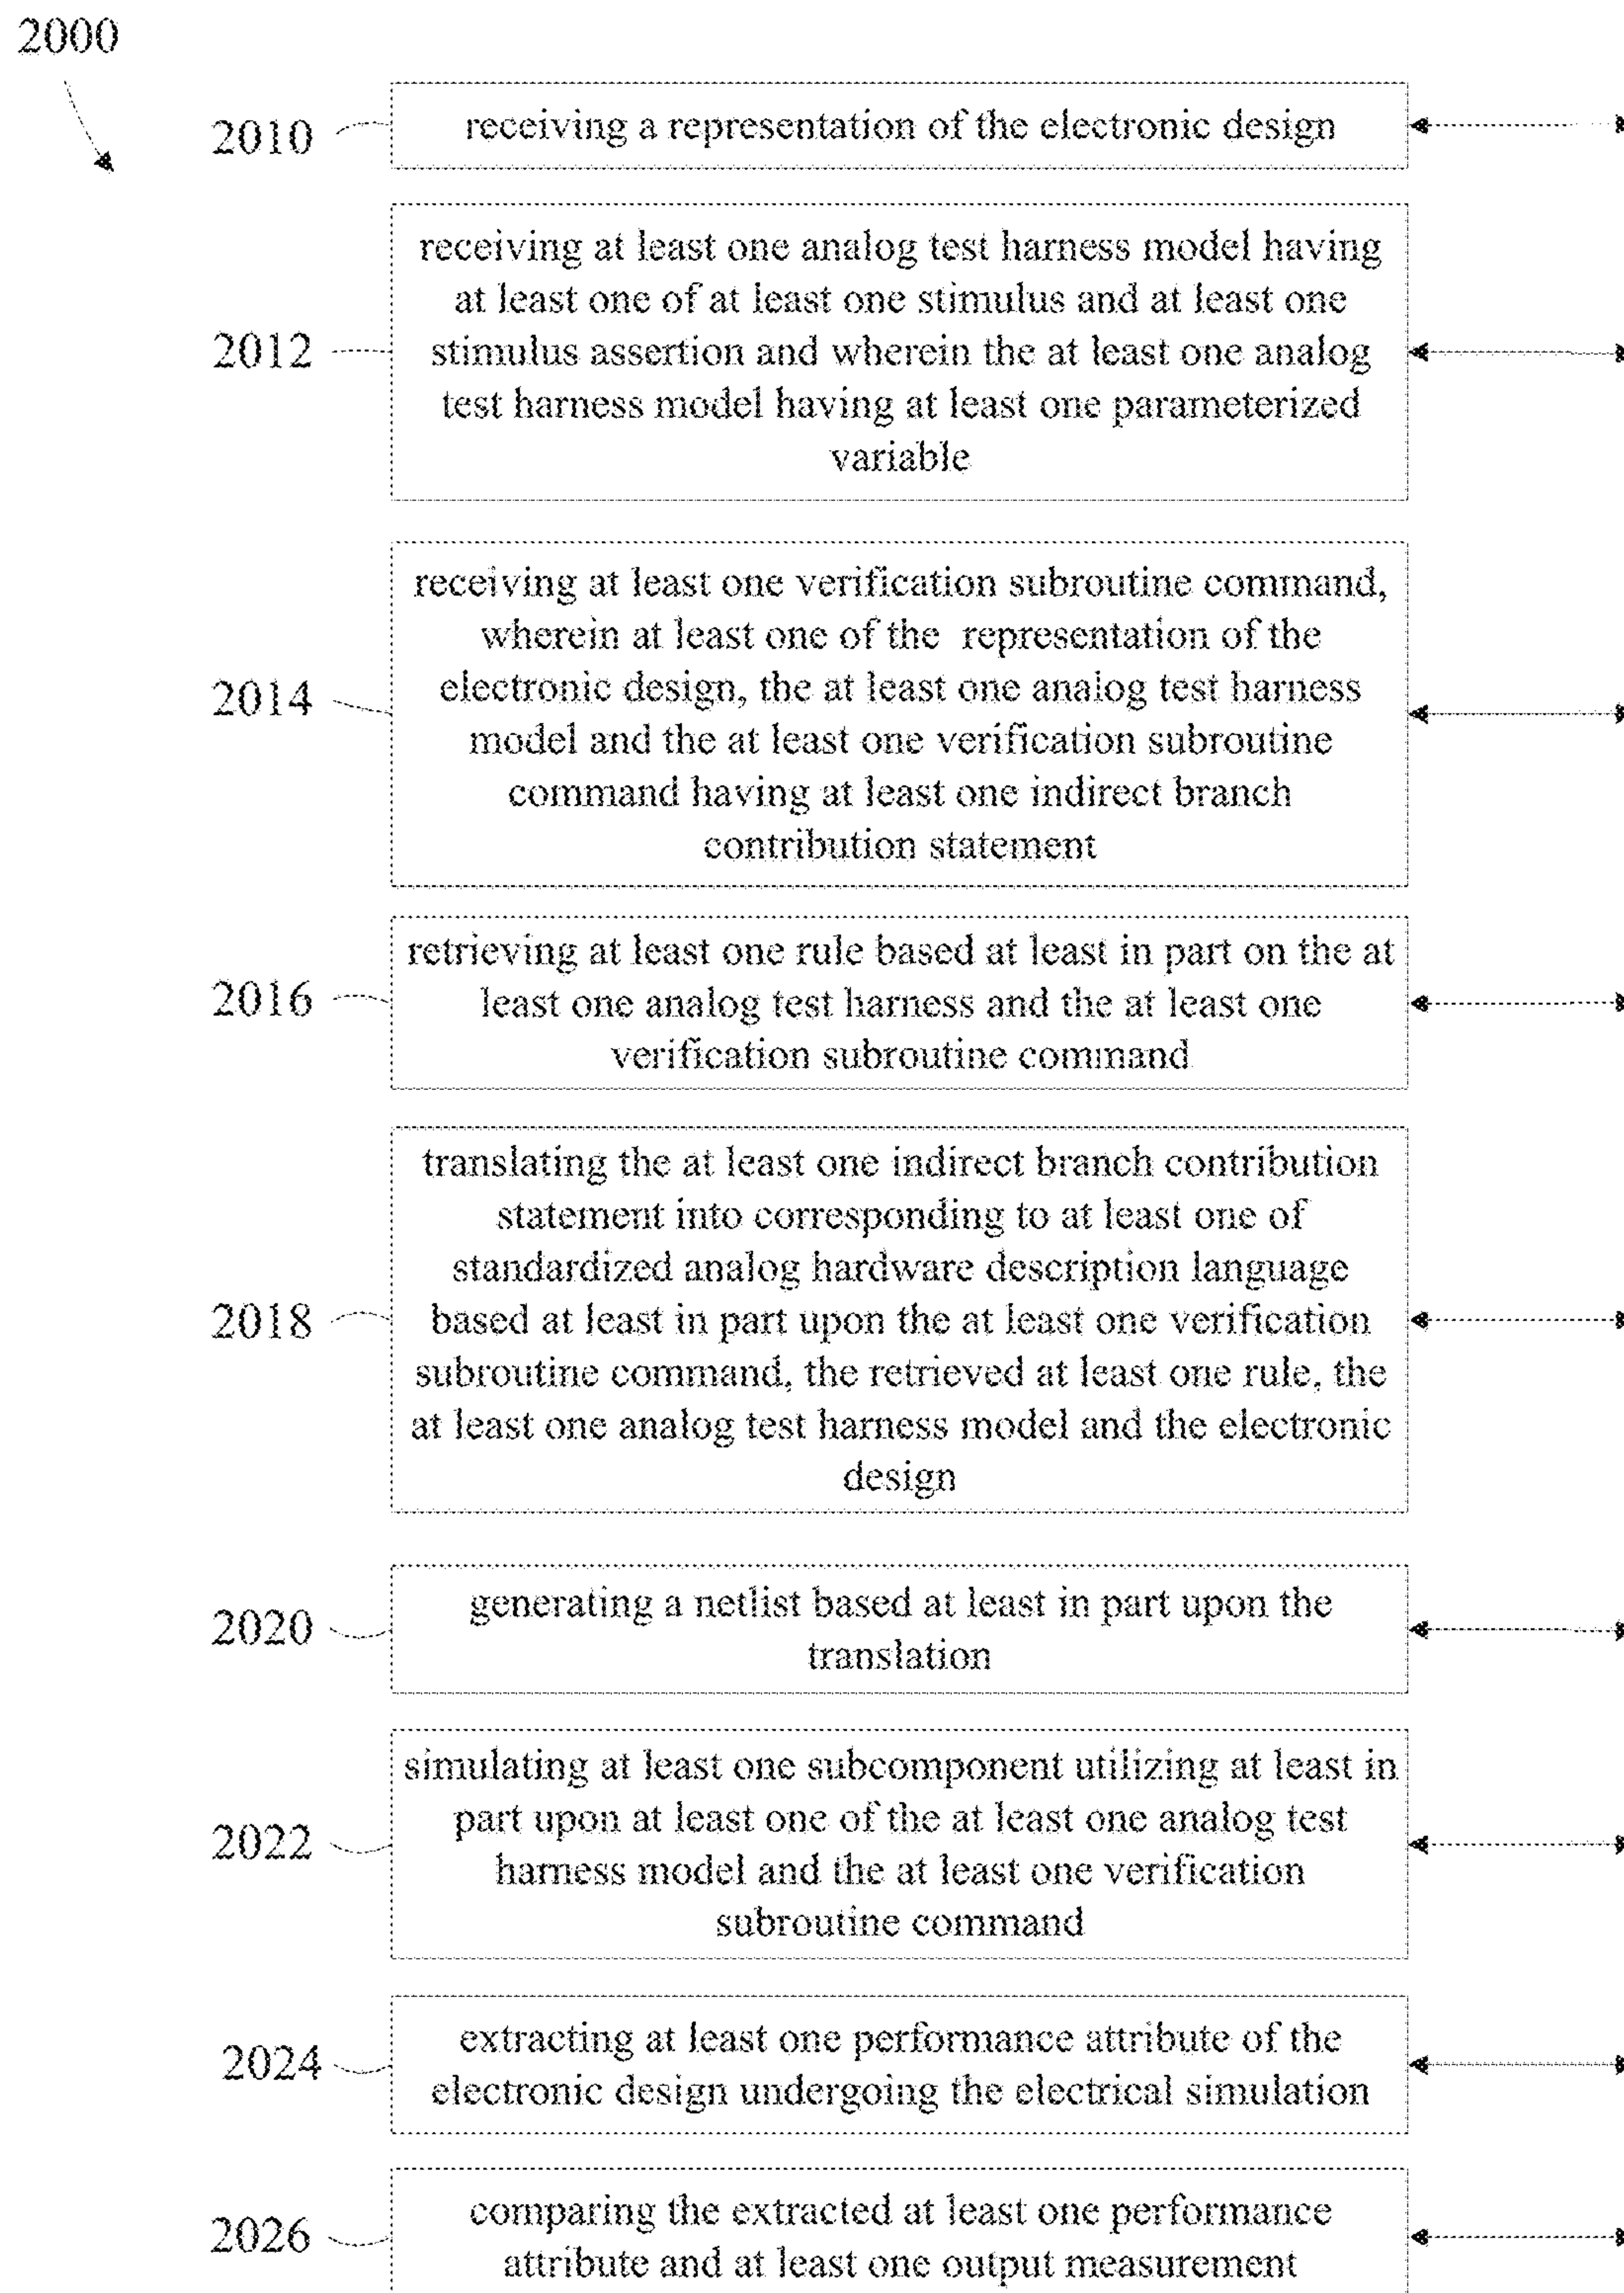 2000
2010
receiving a representation of the electronic design
2012
receiving at least one analog test harness model having
at least one of at least one stimulus and at least one
stimulus assertion and wherein the at least one analog
test harness model having at least one parameterized
variable
2014
receiving at least one verification subroutine command,
wherein at least one of the representation of the
electronic design, the at least one analog test harness
model and the at least one verification subroutine
command having at least one indirect branch
contribution statement
2016
retrieving at least one rule based at least in part on the at
least one analog test harness and the at least one
verification subroutine command
2018
translating the at least one indirect branch contribution
statement into corresponding to at least one of
standardized analog hardware description language
based at least in part upon the at least one verification
subroutine command, the retrieved at least one rule, the
at least one analog test harness model and the electronic
design
2020
generating a netlist based at least in part upon the
translation
2022
simulating at least one subcomponent utilizing at least in
part upon at least one of the at least one analog test
harness model and the at least one verification
subroutine command
2024
extracting at least one performance attribute of the
electronic design undergoing the electrical simulation
2026
comparing the extracted at least one performance
attribute and at least one output measurement